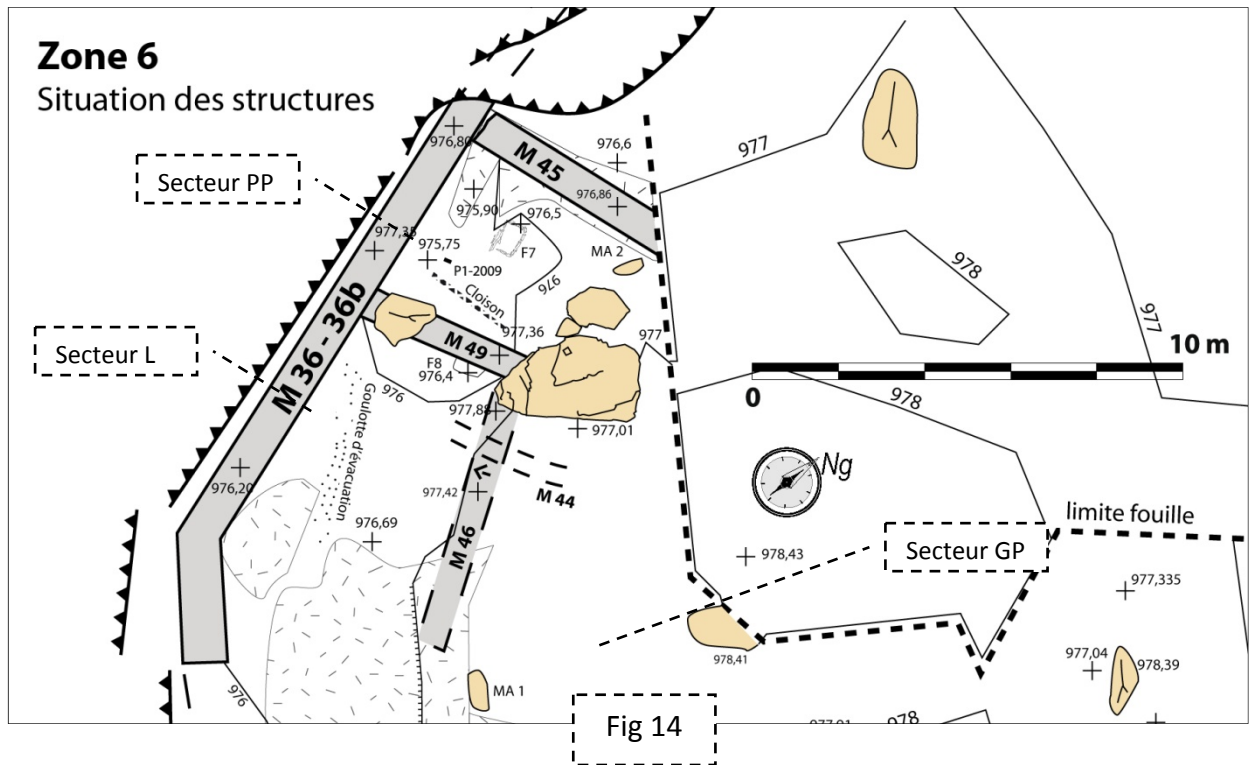 Zone 6
Situation des structures
Secteur PP
Secteur L
Secteur GP
M 36 - 36b
M 45
M 49
M 46
M 44
976,80
976,6
976,86
975,90
976,5
F7
MA 2
977,35
975,75
P1-2009
Cloison
976
977,36
977
977
978
977
10 m
0
F8
976,4
976
977,88
977,01
978
Goulotte d'évacuation
Ng
977,42
976,20
976,69
limite fouille
978,43
977,335
978,41
977,04
978,39
MA 1
976
978
Fig 14